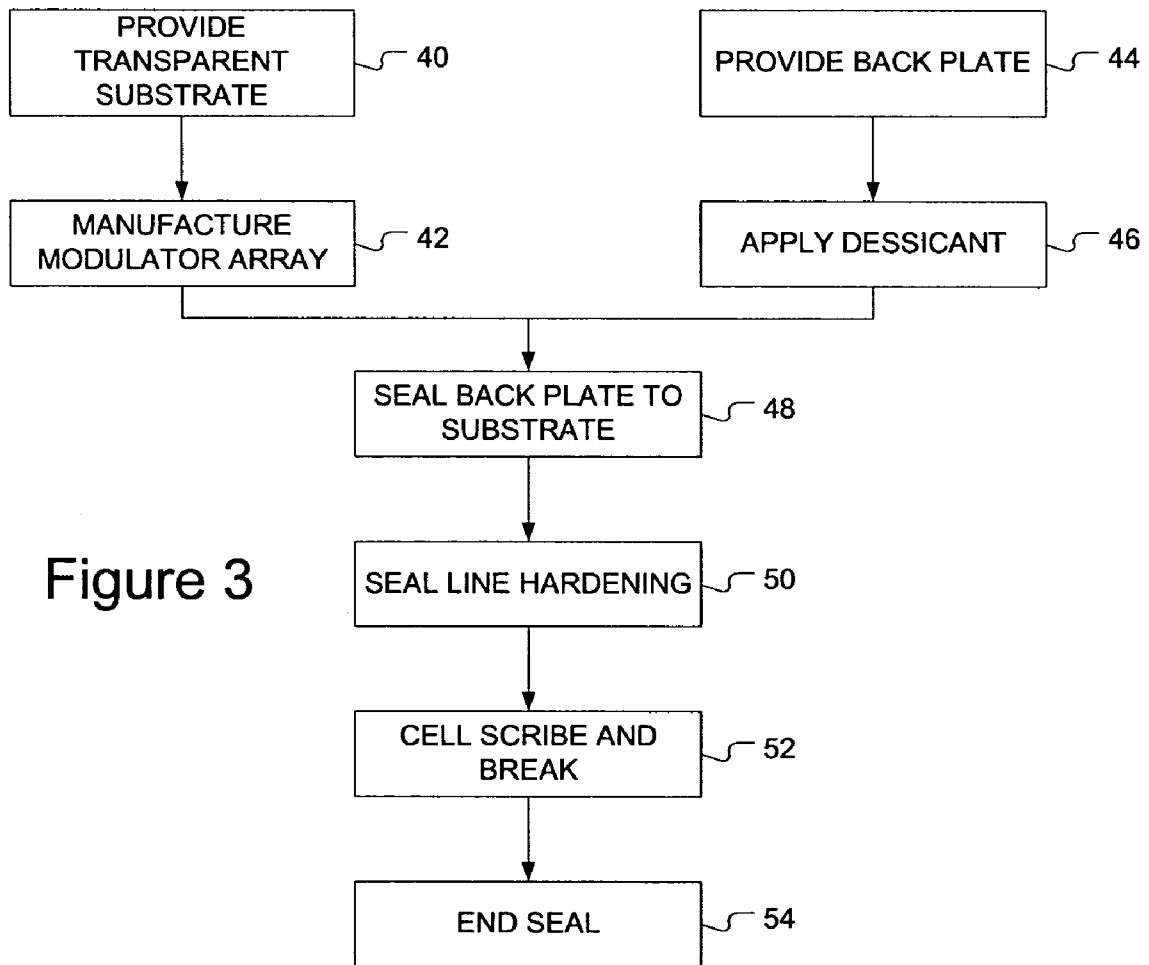 PROVIDE
TRANSPARENT
SUBSTRATE
40
PROVIDE BACK PLATE
44
MANUFACTURE
MODULATOR ARRAY
42
APPLY DESSICANT
46
SEAL BACK PLATE TO
SUBSTRATE
48
Figure 3
SEAL LINE HARDENING
50
CELL SCRIBE AND
BREAK
52
END SEAL
54